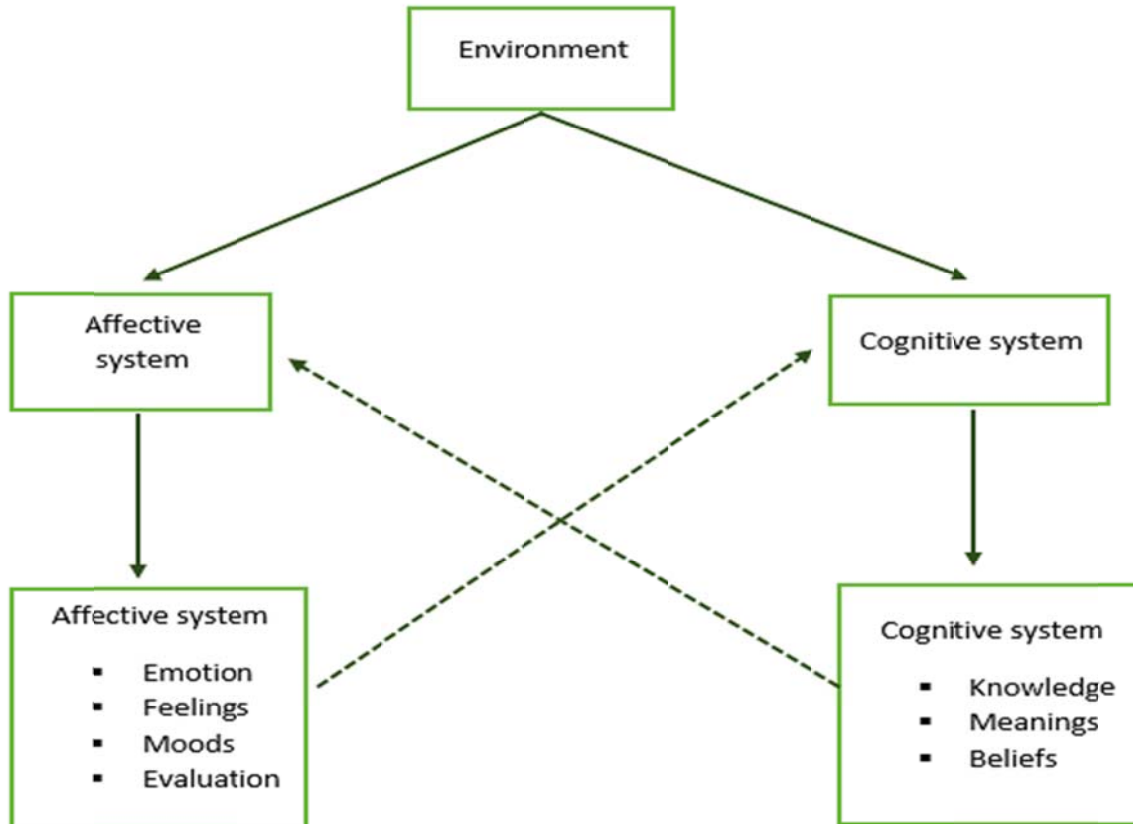 Environment
Affective
system
Cognitive system
Affective system
▪ Emotion
▪ Feelings
▪ Moods
▪ Evaluation
Cognitive system
▪ Knowledge
▪ Meanings
▪ Beliefs